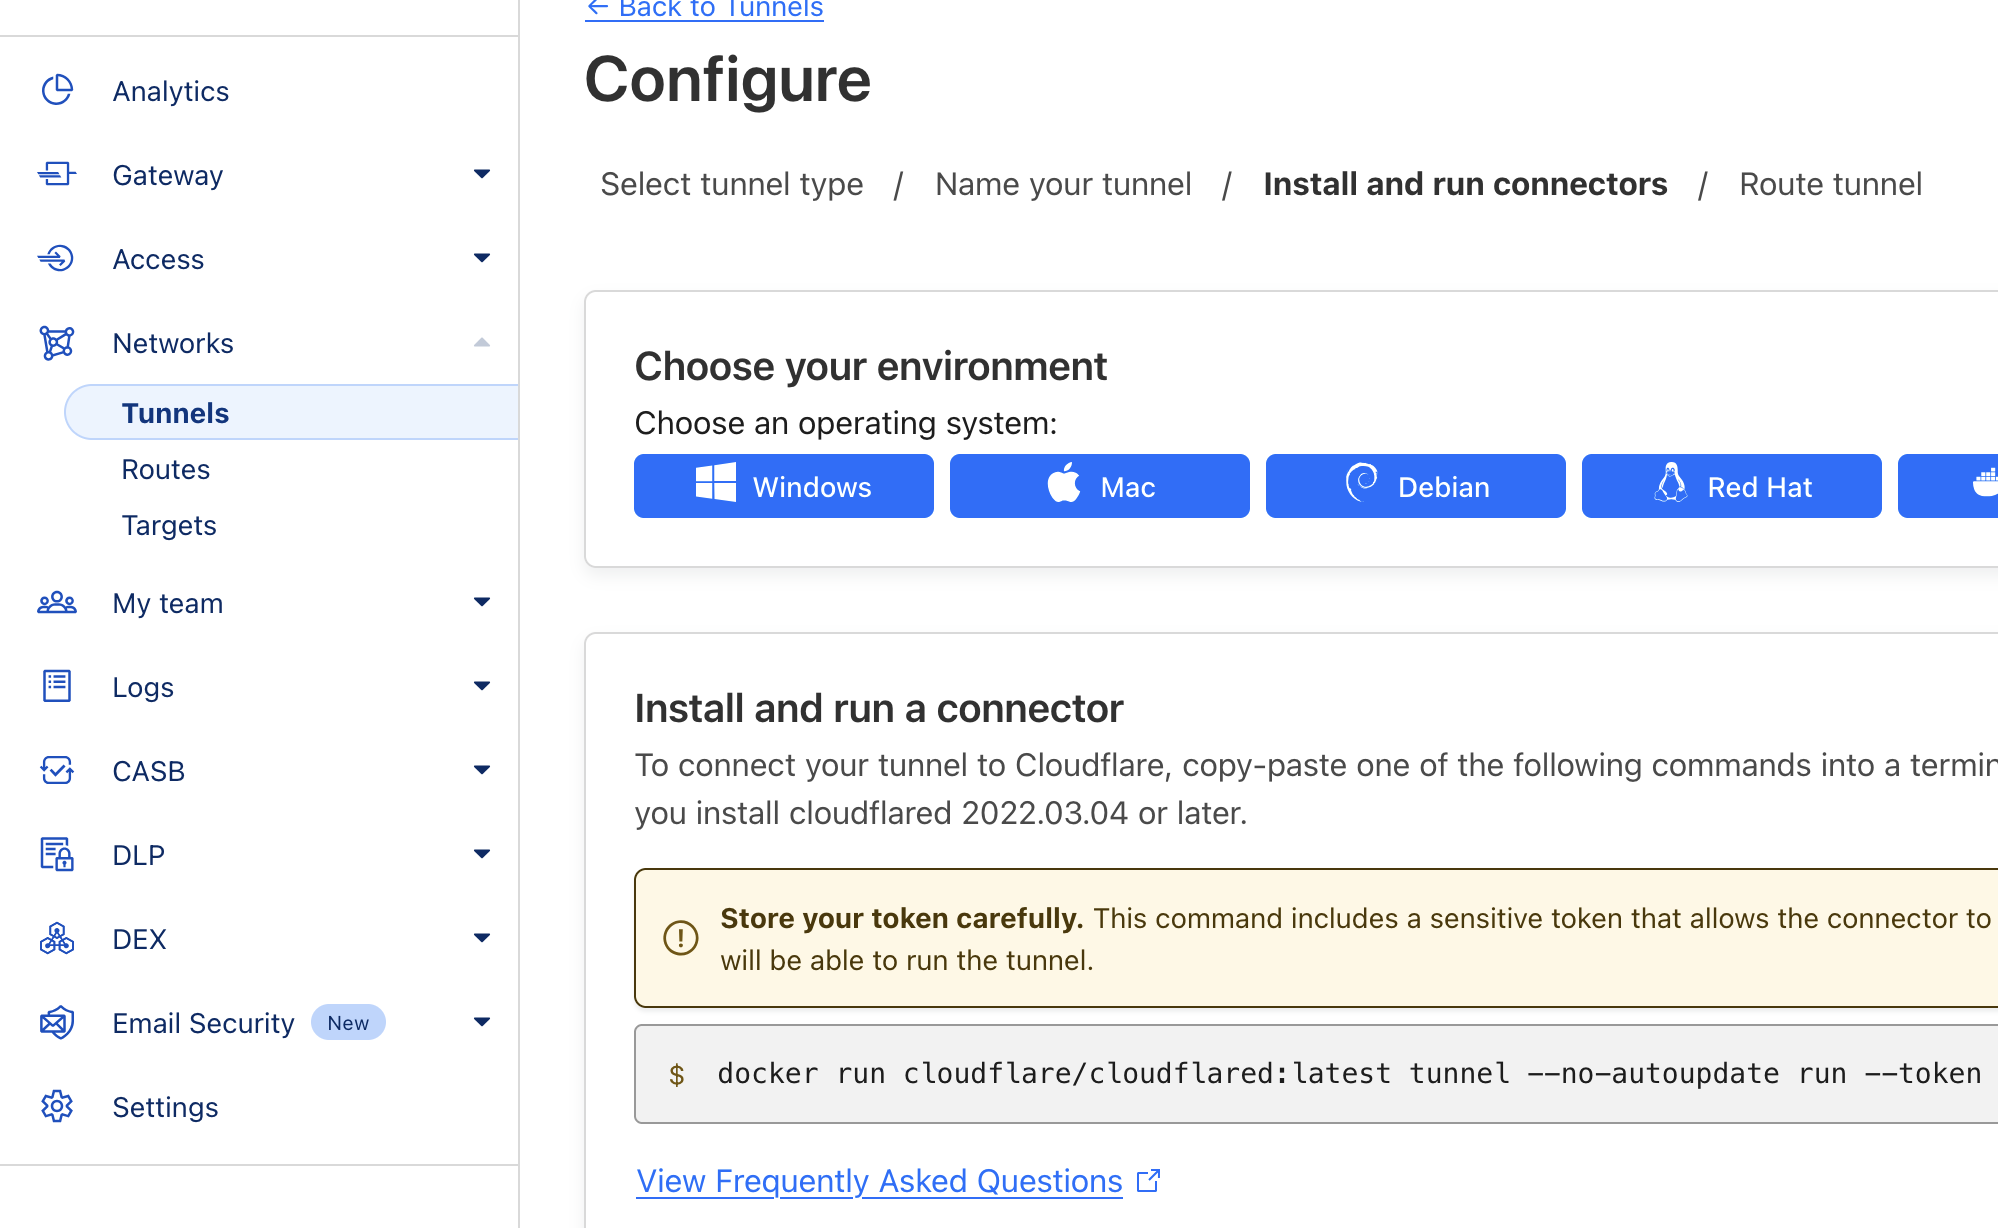 Analytics
Gateway
Access
Networks
Tunnels
Routes
Targets
My team
Logs
CASB
DLP
DEX
Email Security New
Settings
← Back to Tunnels
Configure
Select tunnel type / Name your tunnel / Install and run connectors / Route tunnel
Choose your environment
Choose an operating system:
Windows Mac Debian Red Hat
Install and run a connector
To connect your tunnel to Cloudflare, copy-paste one of the following commands into a
you install cloudflared 2022.03.04 or later.
Store your token carefully. This command includes a sensitive token that allows the connector to
will be able to run the tunnel.
$ docker run cloudflare/cloudflared:latest tunnel --no-autoupdate run --token
View Frequently Asked Questions